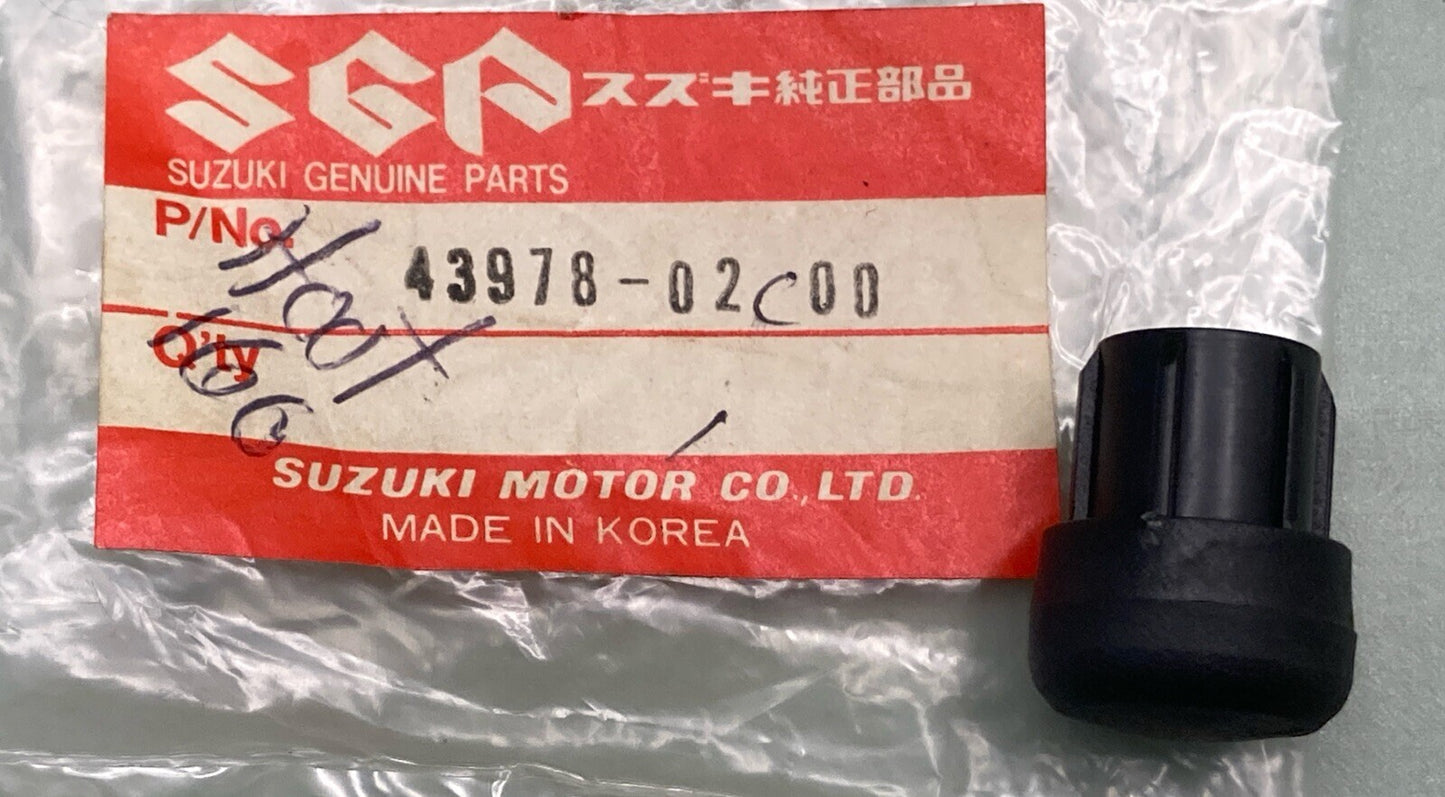 SGP スズキ純正部品
SUZUKI GENUINE PARTS
P/No. 43978-02C00
Q'ty /
SUZUKI MOTOR CO., LTD.
MADE IN KOREA